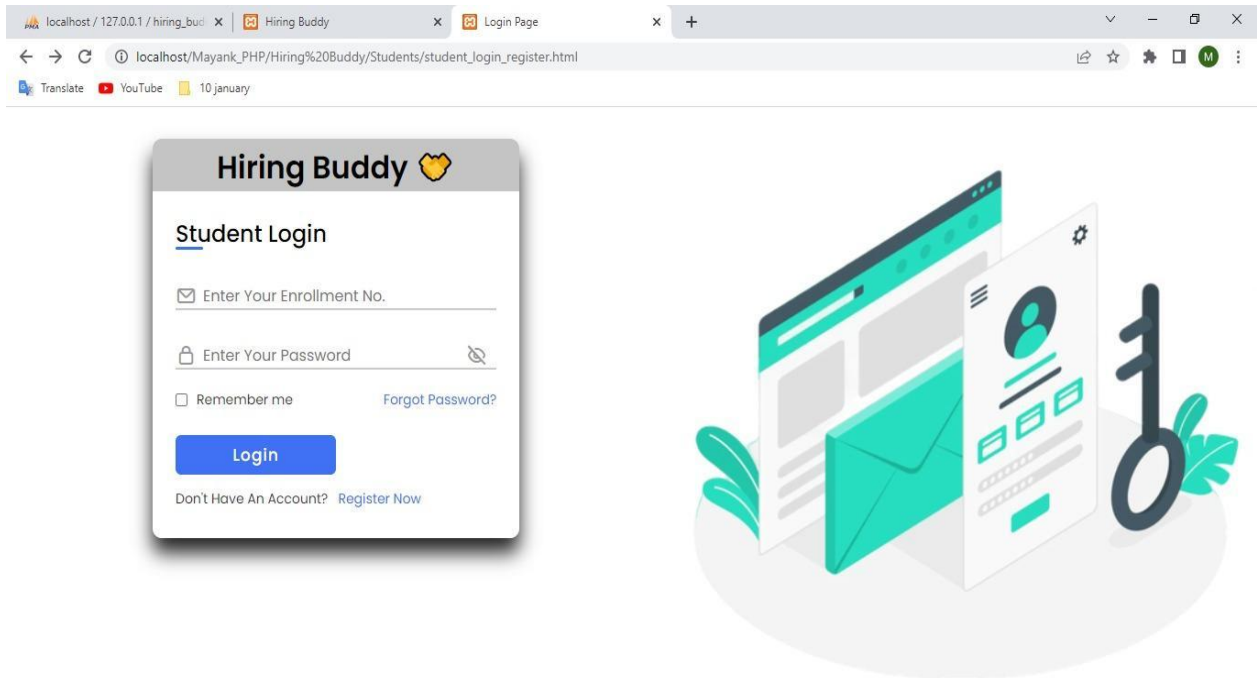 localhost / 127.0.0.1 / hiring_bud
Hiring Buddy
Login Page
localhost/Mayank_PHP/Hiring%20Buddy/Students/student_login_register.html
M
Translate
YouTube
10 january
Hiring Buddy
Student Login
Enter Your Enrollment No.
Enter Your Password
Remember me
Forgot Password?
Login
Don't Have An Account? Register Now